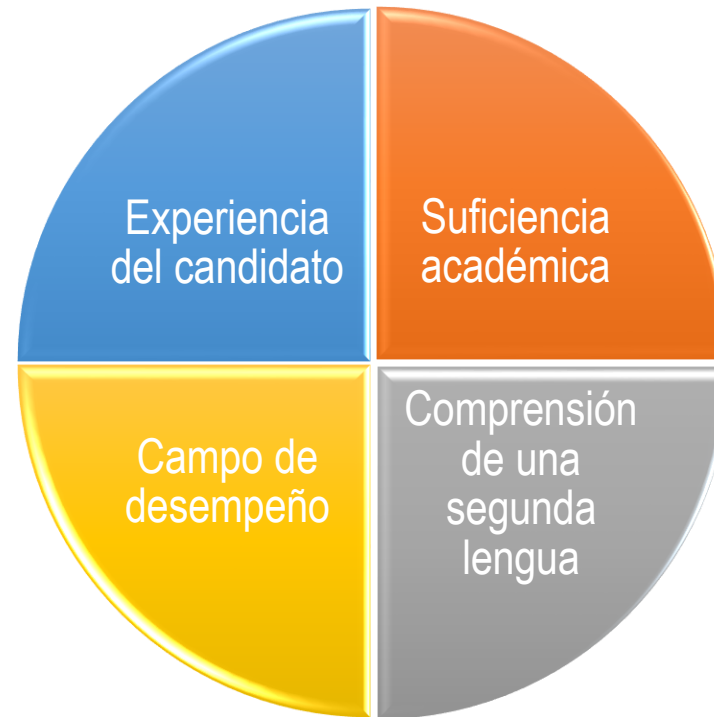 Experiencia
del candidato
Suficiencia
académica
Campo de
desempeño
Comprensión
de una
segunda
lengua